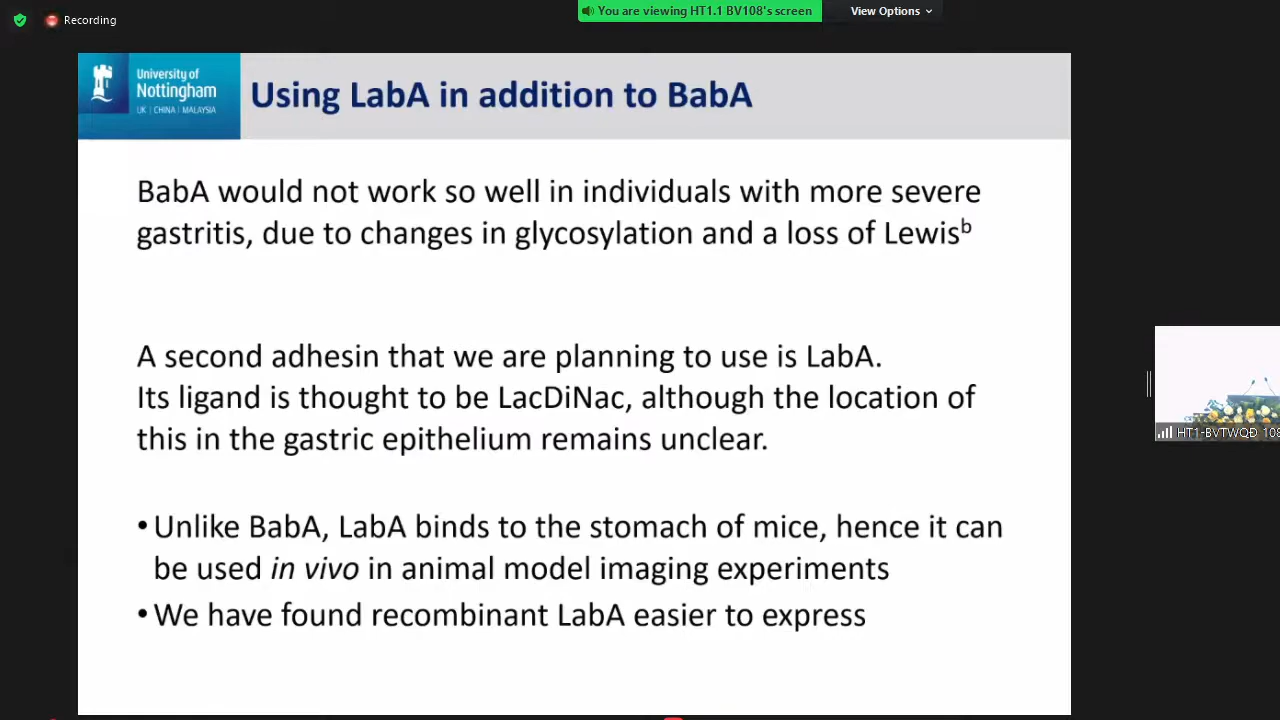 Recording
You are viewing HT1.1 BV108's screen
View Options
University of
Nottingham
UK | CHINA | MALAYSIA
Using LabA in addition to BabA
BabA would not work so well in individuals with more severe
gastritis, due to changes in glycosylation and a loss of Lewisᵇ
A second adhesin that we are planning to use is LabA.
Its ligand is thought to be LacDiNac, although the location of
this in the gastric epithelium remains unclear.
• Unlike BabA, LabA binds to the stomach of mice, hence it can
be used in vivo in animal model imaging experiments
• We have found recombinant LabA easier to express
HT1-BVTWQĐ 108